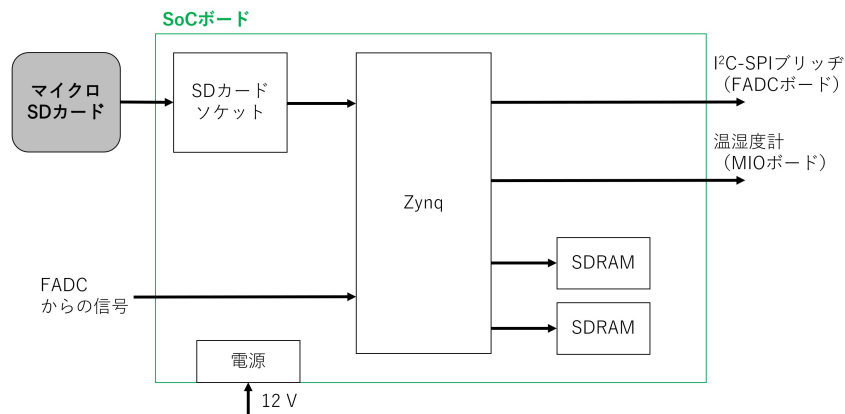 SoCボード
マイクロ
SDカード
SDカード
ソケット
Zynq
I²C-SPIブリッヂ
（FADCボード）
温湿度計
（MIOボード）
SDRAM
SDRAM
FADC
からの信号
電源
12 V